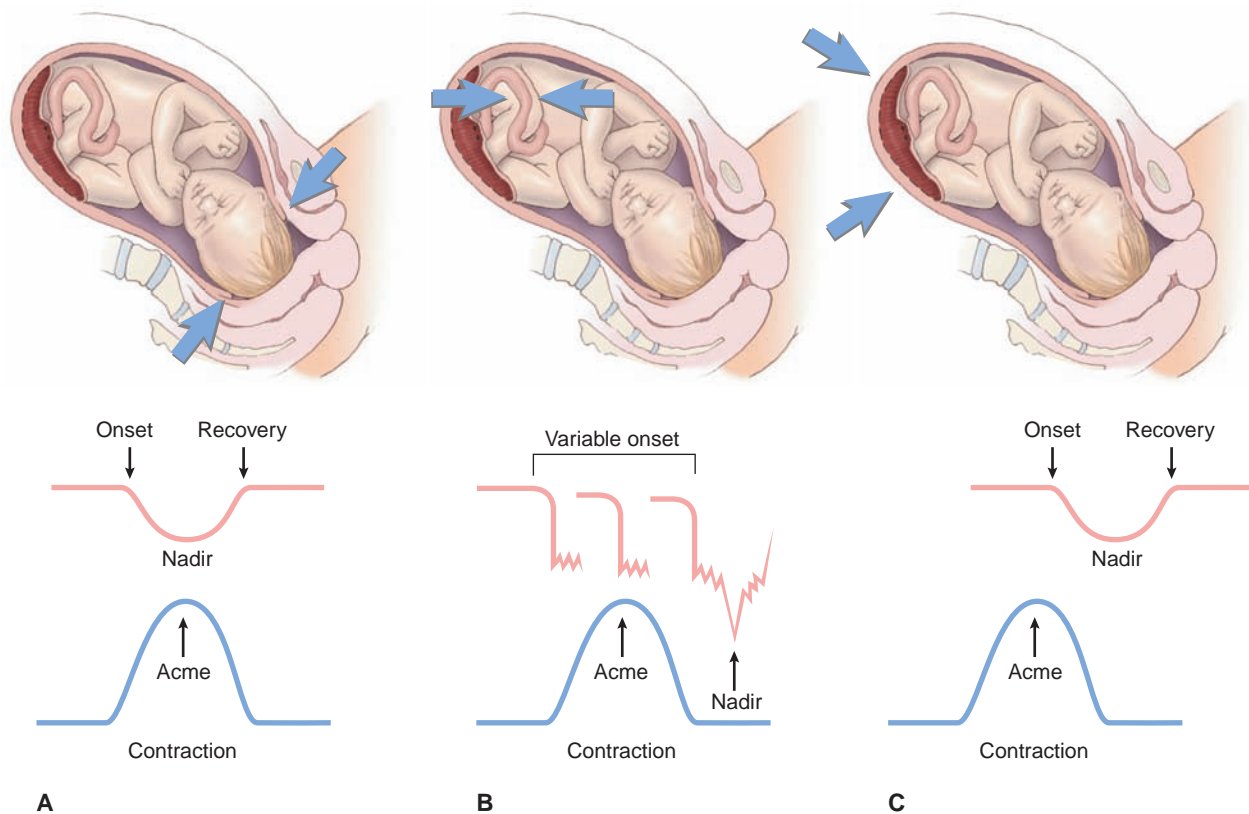 Onset Recovery
Nadir
Acme
Contraction
A
Variable onset
Acme
Nadir
Contraction
B
Onset Recovery
Nadir
Acme
Contraction
C